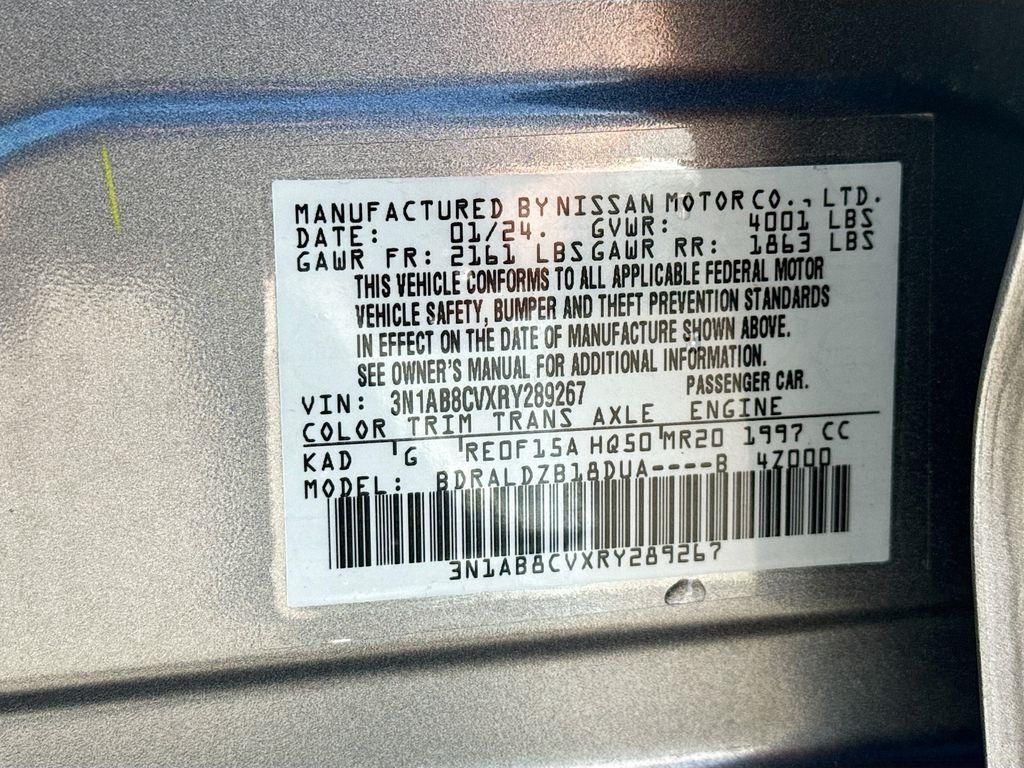 MANUFACTURED BY NISSAN MOTOR CO., LTD.
DATE: 01/24. GVWR: 4001 LBS
GAWR FR: 2161 LBS GAWR RR: 1863 LBS
THIS VEHICLE CONFORMS TO ALL APPLICABLE FEDERAL MOTOR
VEHICLE SAFETY, BUMPER AND THEFT PREVENTION STANDARDS
IN EFFECT ON THE DATE OF MANUFACTURE SHOWN ABOVE.
SEE OWNER'S MANUAL FOR ADDITIONAL INFORMATION.
VIN: 3N1AB8CVXRY289267 PASSENGER CAR.
COLOR TRIM TRANS AXLE ENGINE
KAD 'G 'RE0F15A HQ50'MR20 1997 CC
MODEL: BDRALDZB18DUA----B 4Z000
3N1AB8CVXRY289267